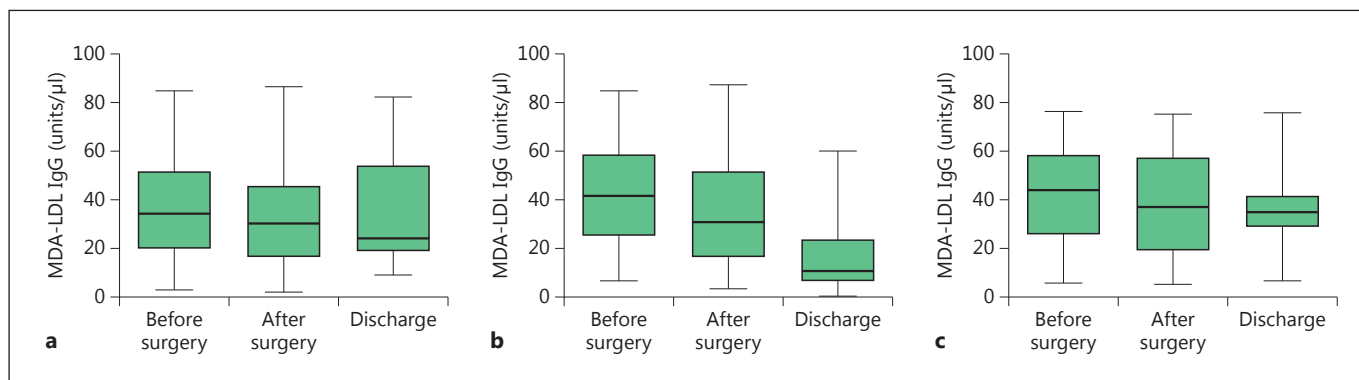 MDA-LDL IgG (units/µl)
100
80
60
40
20
0
Before surgery
After surgery
Discharge
a
MDA-LDL IgG (units/µl)
100
80
60
40
20
0
Before surgery
After surgery
Discharge
b
MDA-LDL IgG (units/µl)
100
80
60
40
20
0
Before surgery
After surgery
Discharge
c